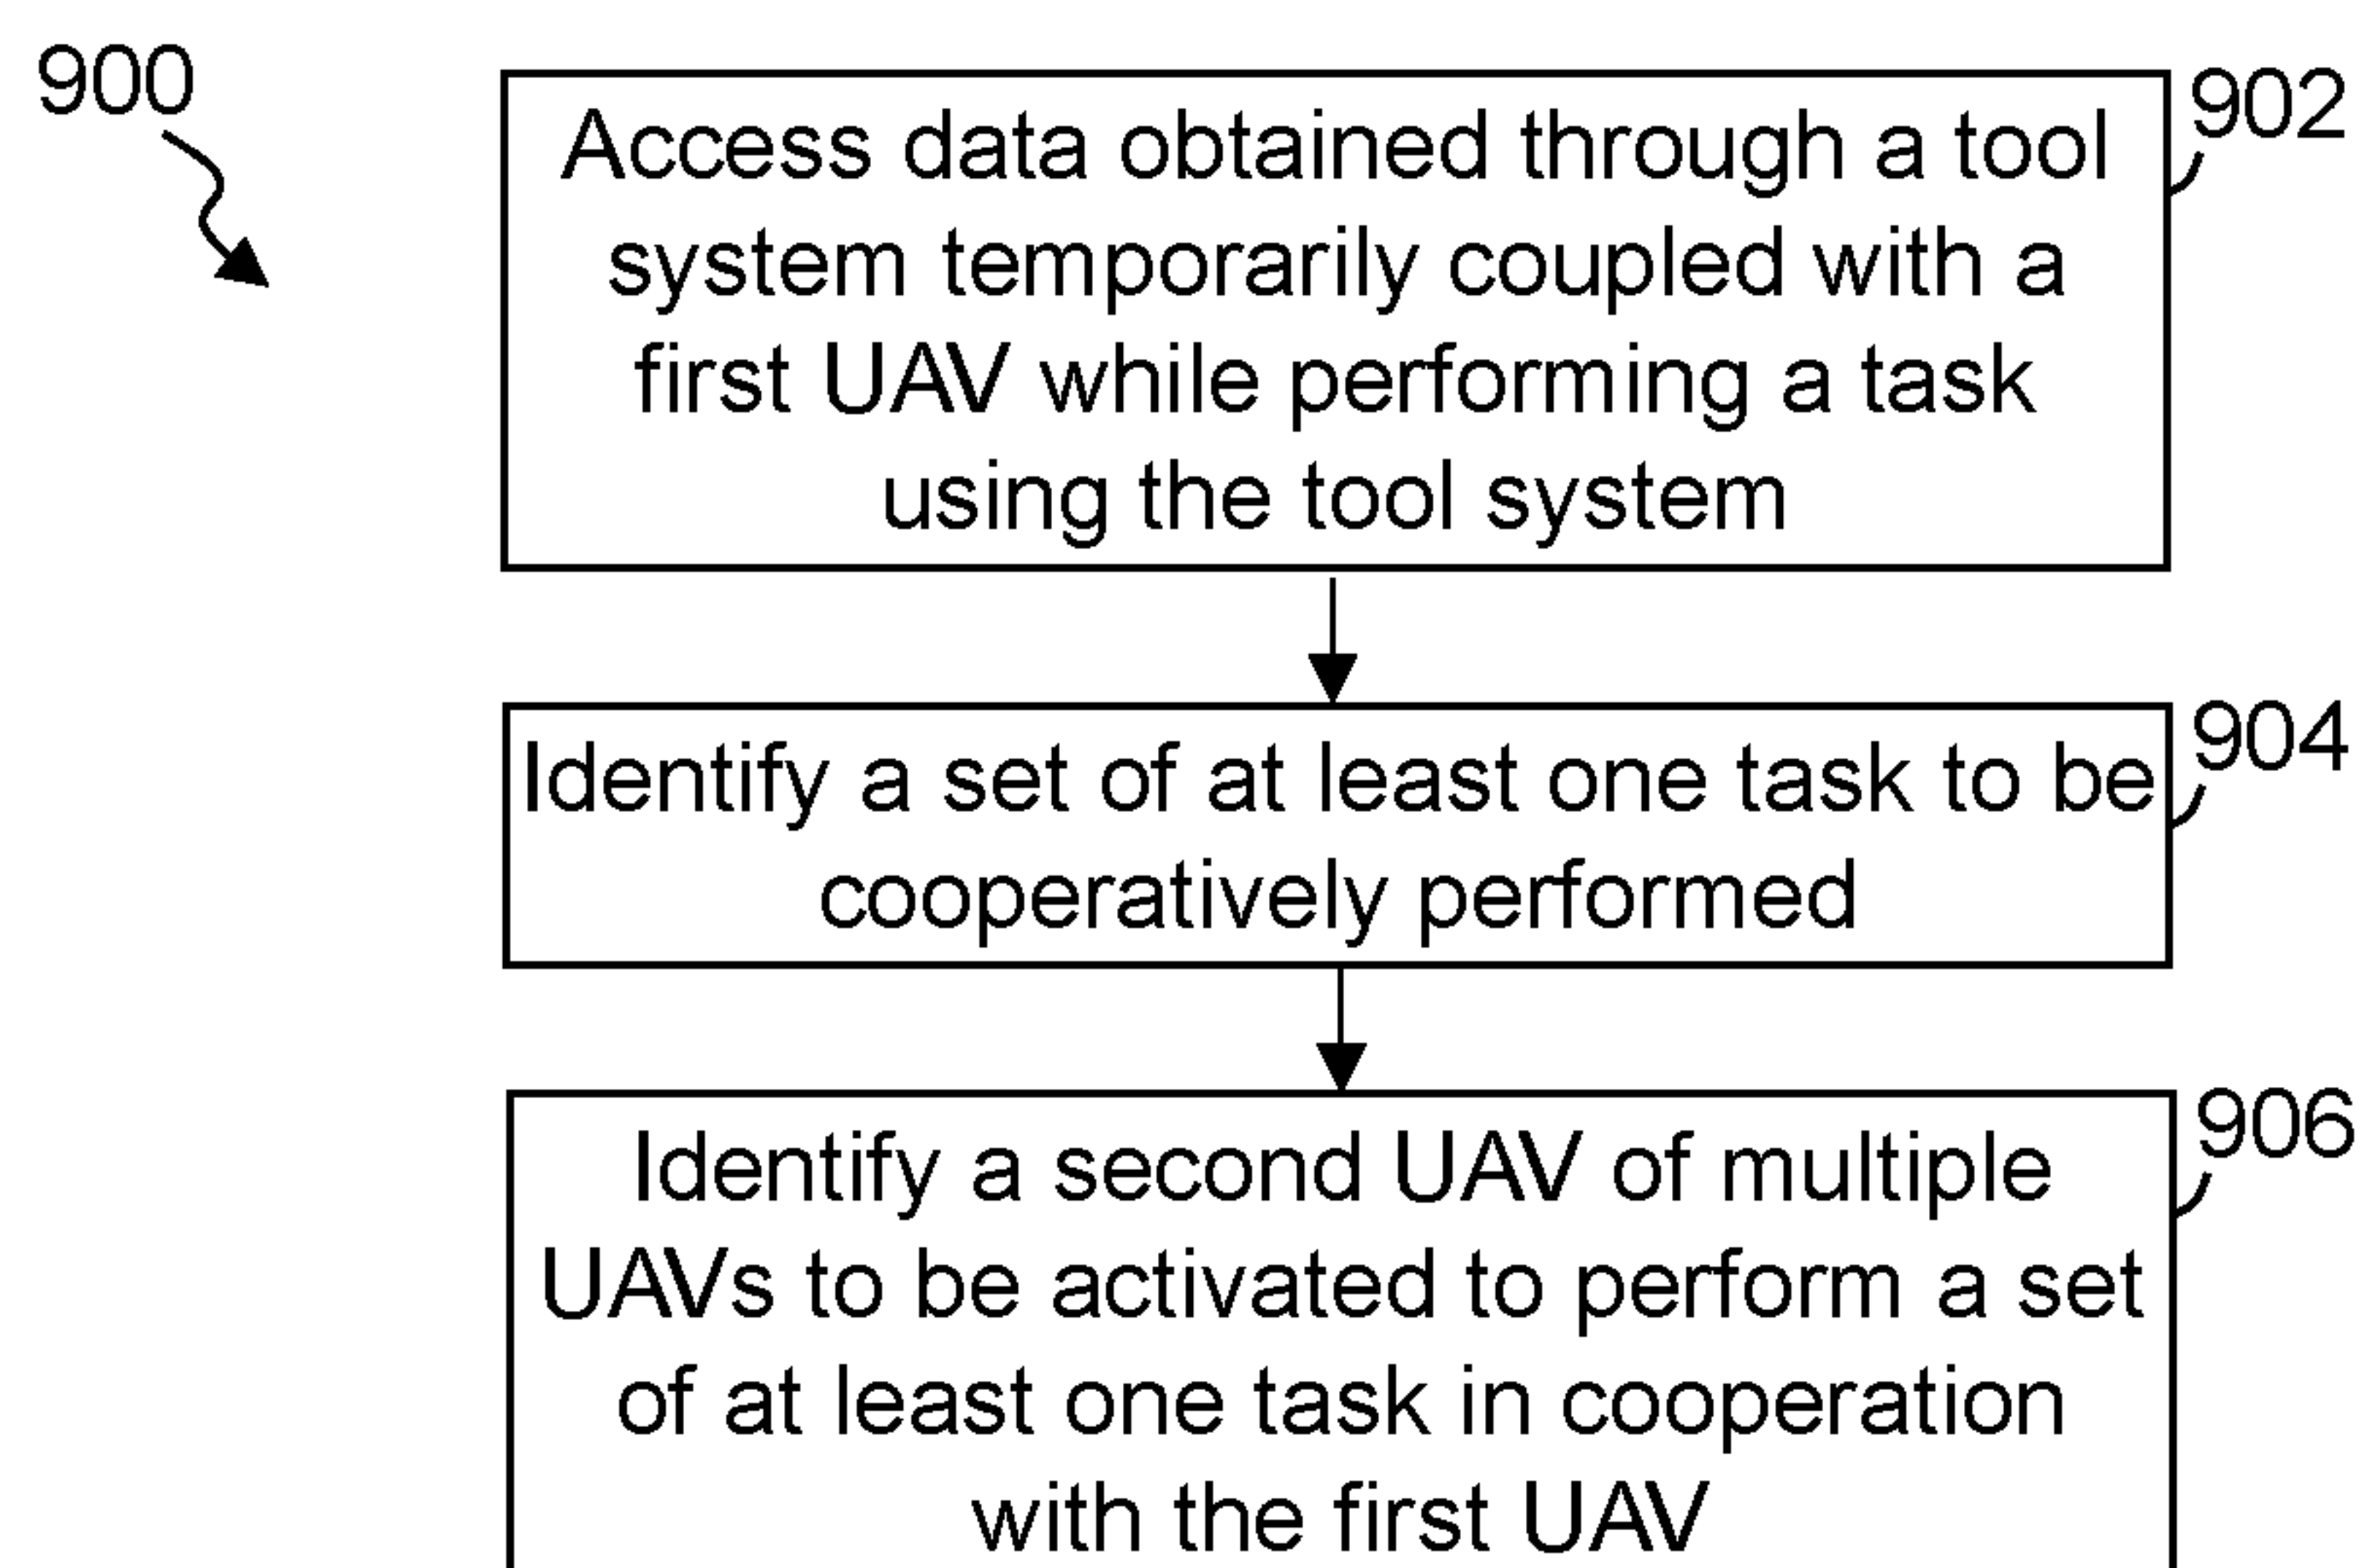 900
902
Access data obtained through a tool
system temporarily coupled with a
first UAV while performing a task
using the tool system
904
Identify a set of at least one task to be
cooperatively performed
906
Identify a second UAV of multiple
UAVs to be activated to perform a set
of at least one task in cooperation
with the first UAV